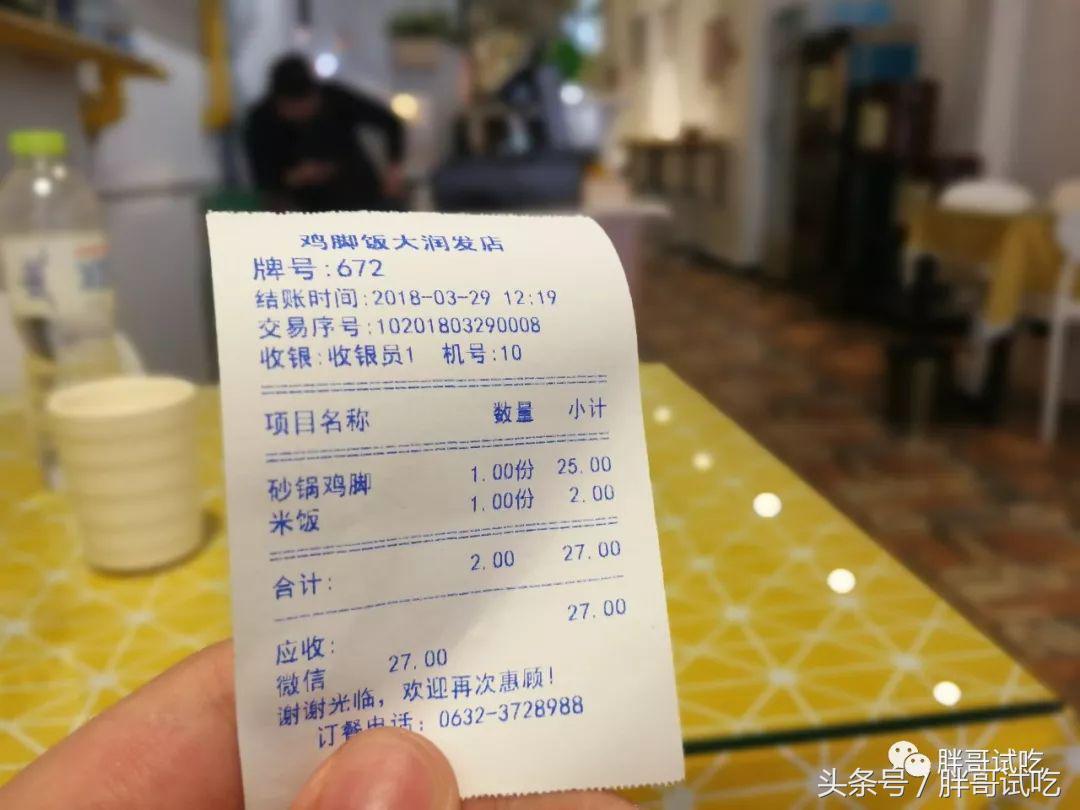 鸡脚饭大润发店
牌号:672
结账时间:2018-03-29 12:19
交易序号:10201803290008
收银:收银员1 机号:10
项目名称 数量 小计
砂锅鸡脚 1.00份 25.00
米饭 1.00份 2.00
合计: 2.00 27.00
应收: 27.00
微信 27.00
谢谢光临, 欢迎再次惠顾!
订餐电话: 0632-3728988
胖哥试吃
头条号 / 胖哥试吃